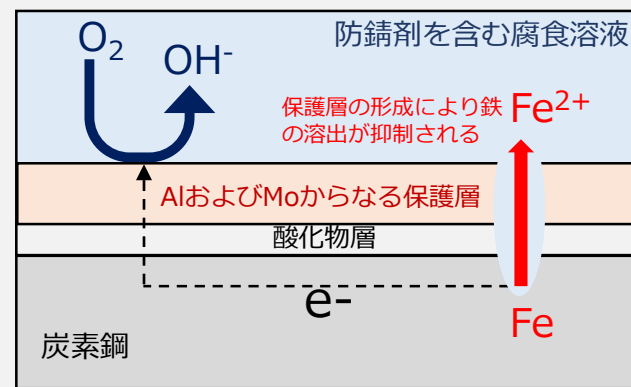 防錆剤を含む腐食溶液
O₂
OH⁻
保護層の形成により鉄
の溶出が抑制される
Fe²⁺
AlおよびMoからなる保護層
酸化物層
e-
Fe
炭素鋼